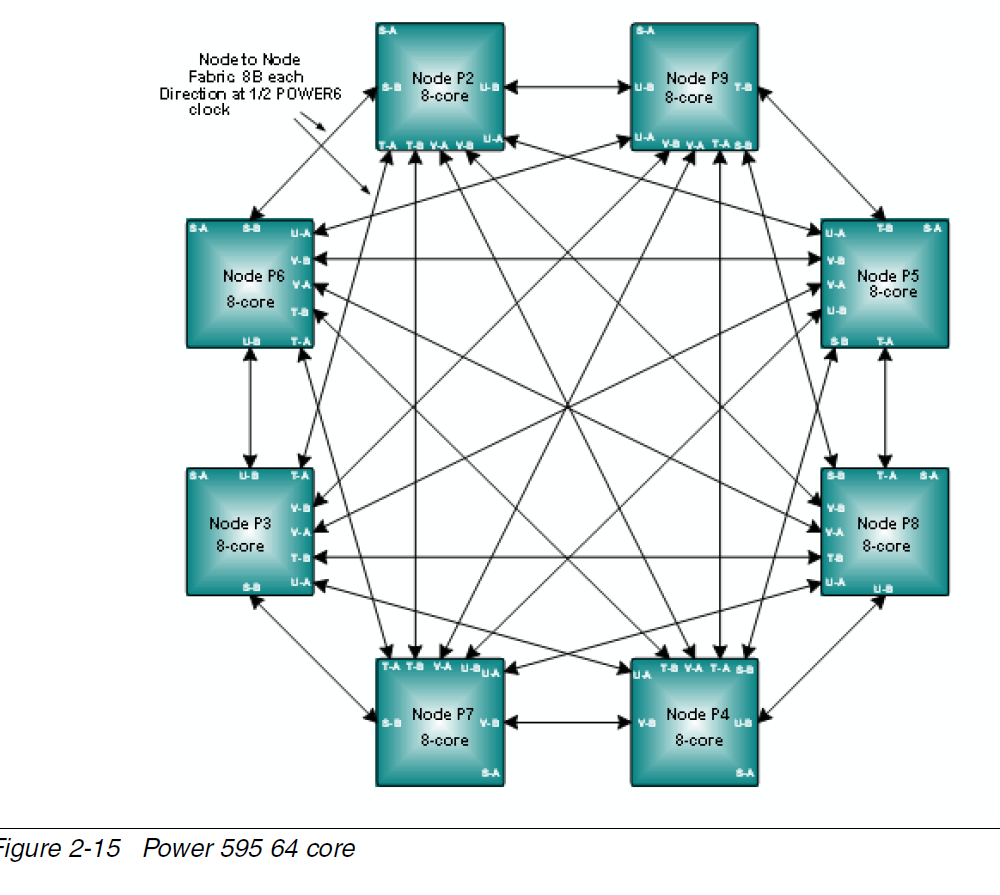 S-A
S-A
Node to Node
Fabric 8B each
Direction at 1/2 POWER6
clock
Node P2
8-core
S-B
U-B
U-A
T-A T-B V-A V-B
Node P9
8-core
U-B
T-B
U-A
V-B V-A T-A S-B
S-A S-B U-A
Node P6
8-core
V-B
V-A
T-B
U-B T-A
U-A T-B S-A
Node P5
8-core
V-B
V-A
U-B
S-B T-A
S-A U-B T-A
Node P3
8-core
V-B
V-A
T-B
U-A
S-B
S-B T-A S-A
Node P8
8-core
V-B
V-A
T-B
U-A
U-B
T-A T-B V-A U-B U-A
Node P7
8-core
S-B
V-B
S-A
U-A T-B V-A T-A S-B
Node P4
8-core
V-B
U-B
S-A
Figure 2-15 Power 595 64 core